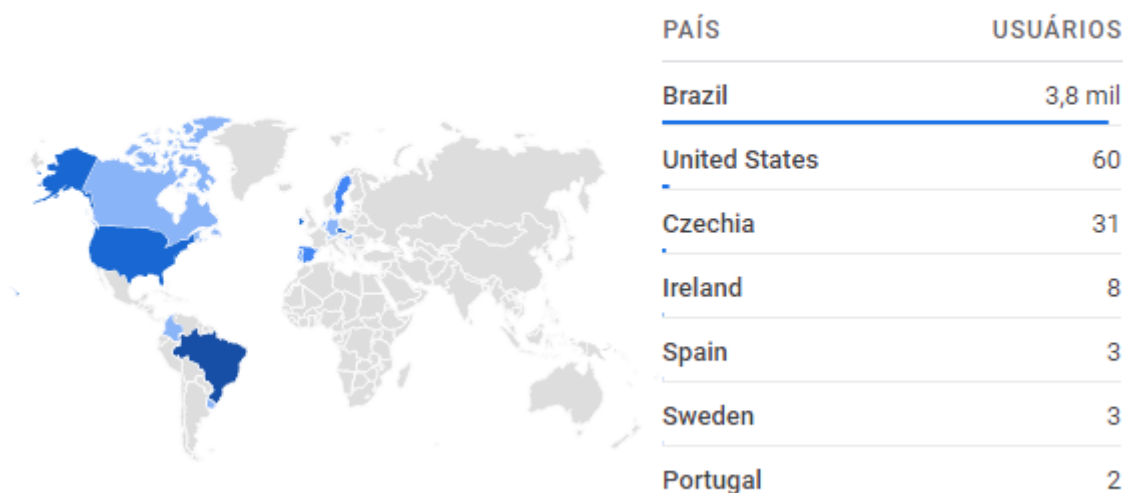 PAÍS USUÁRIOS
Brazil 3,8 mil
United States 60
Czechia 31
Ireland 8
Spain 3
Sweden 3
Portugal 2